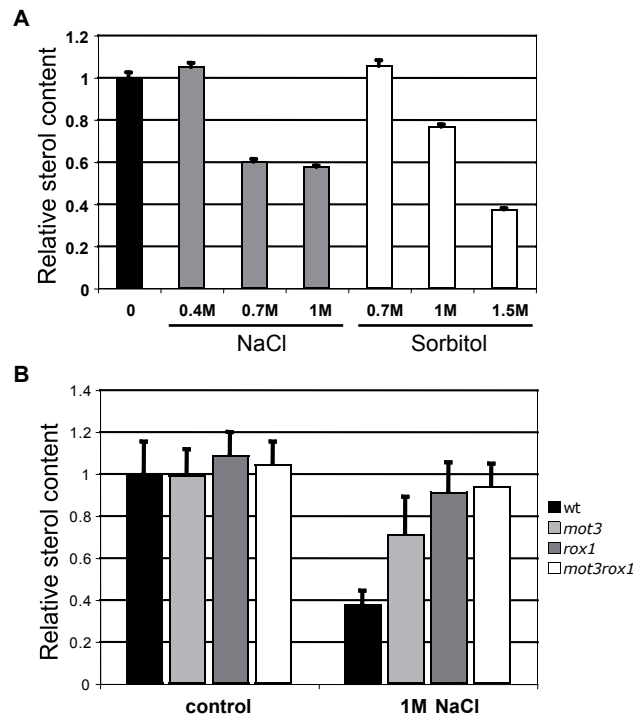 A
Relative sterol content
1.2
1
0.8
0.6
0.4
0.2
0
0 0.4M 0.7M 1M 0.7M 1M 1.5M
NaCl Sorbitol
B
Relative sterol content
1.4
1.2
1
0.8
0.6
0.4
0.2
0
wt
mot3
rox1
mot3rox1
control 1M NaCl